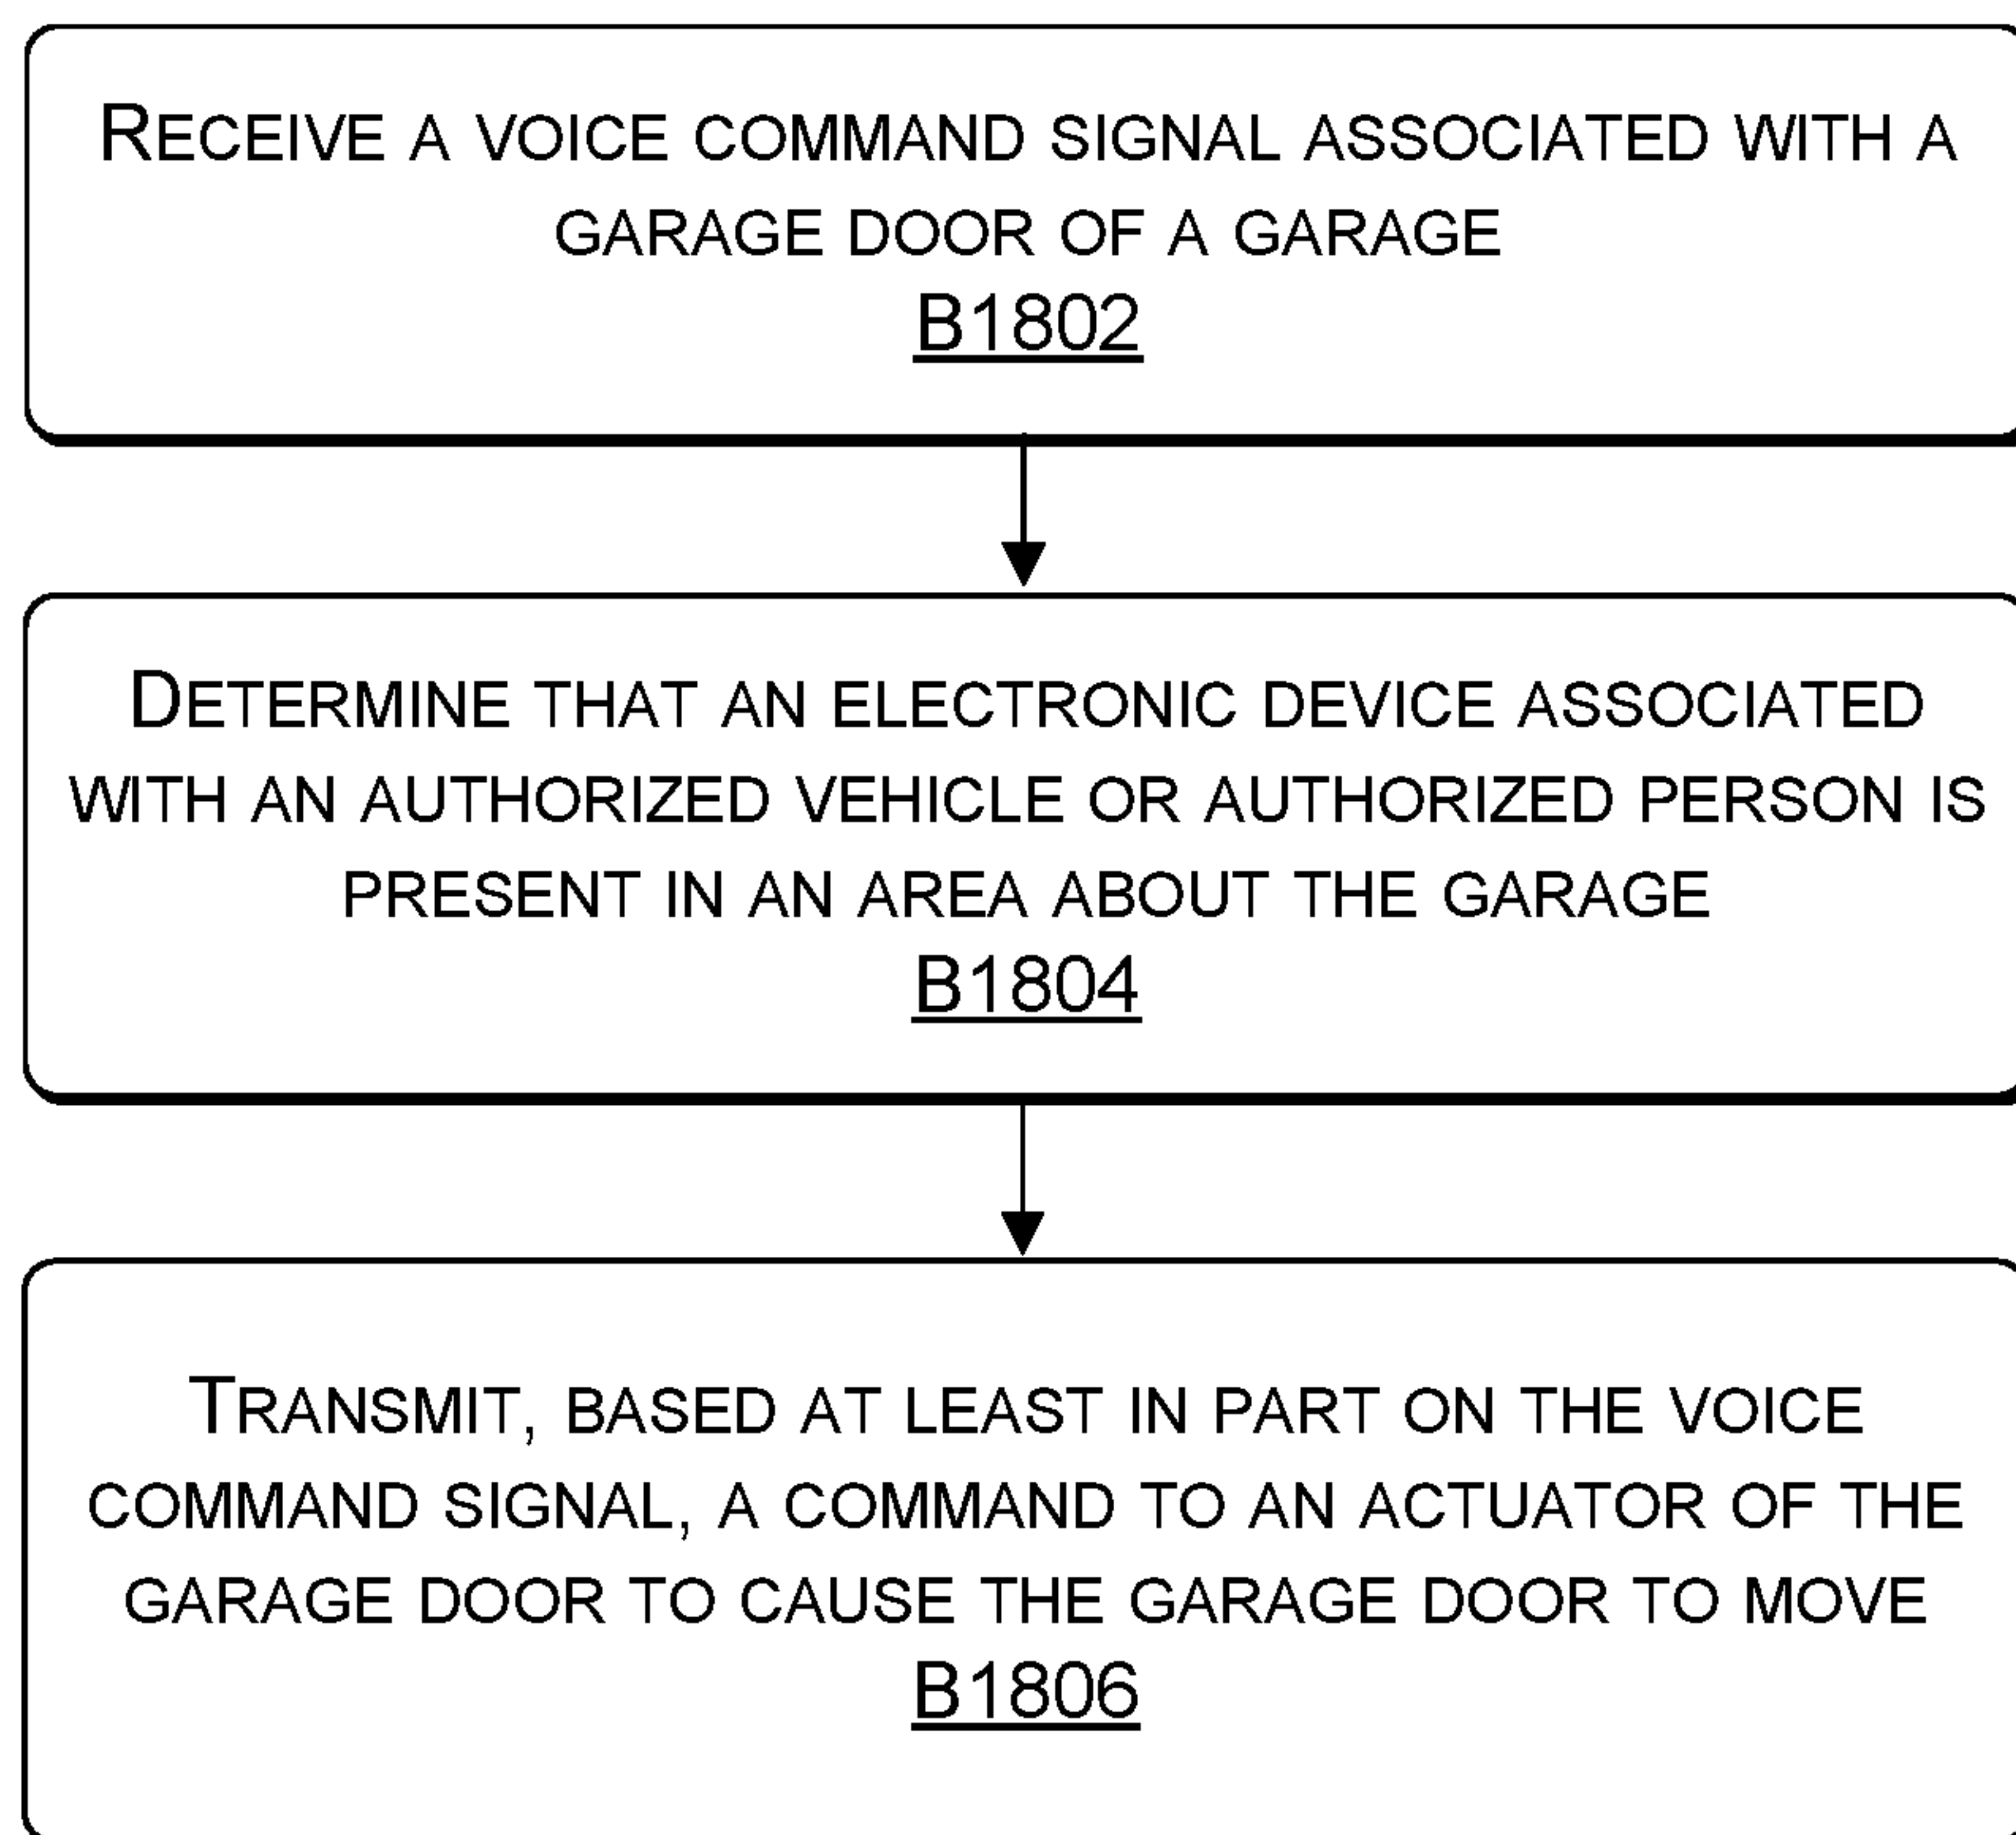 RECEIVE A VOICE COMMAND SIGNAL ASSOCIATED WITH A
GARAGE DOOR OF A GARAGE
B1802
DETERMINE THAT AN ELECTRONIC DEVICE ASSOCIATED
WITH AN AUTHORIZED VEHICLE OR AUTHORIZED PERSON IS
PRESENT IN AN AREA ABOUT THE GARAGE
B1804
TRANSMIT, BASED AT LEAST IN PART ON THE VOICE
COMMAND SIGNAL, A COMMAND TO AN ACTUATOR OF THE
GARAGE DOOR TO CAUSE THE GARAGE DOOR TO MOVE
B1806